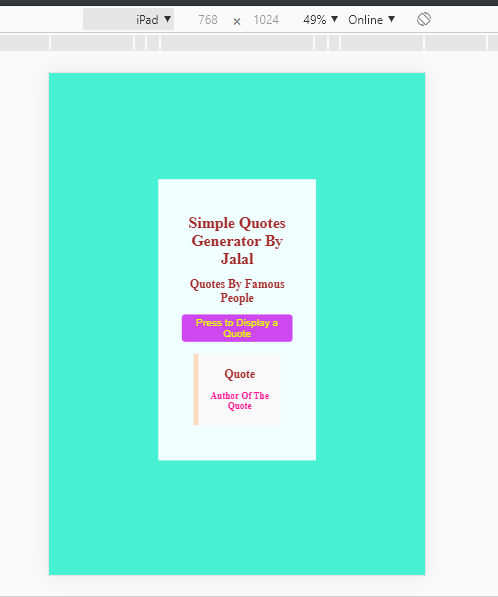 iPad ▼ 768 × 1024 49% ▼ Online ▼
Simple Quotes
Generator By
Jalal
Quotes By Famous
People
Press to Display a
Quote
Quote
Author Of The
Quote